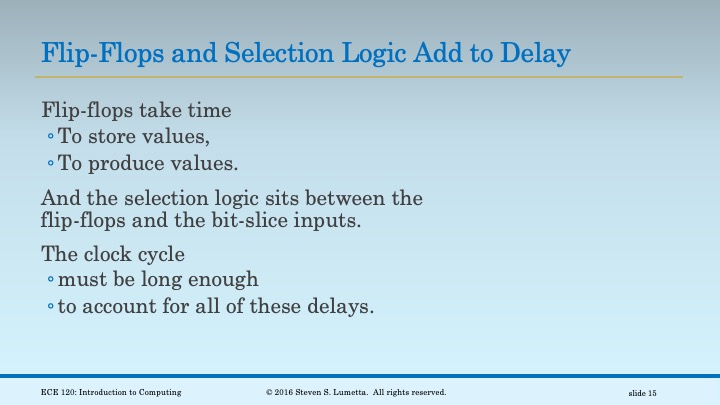 Flip-Flops and Selection Logic Add to Delay
Flip-flops take time
◦To store values,
◦To produce values.
And the selection logic sits between the
flip-flops and the bit-slice inputs.
The clock cycle
◦must be long enough
◦to account for all of these delays.
ECE 120: Introduction to Computing
© 2016 Steven S. Lumetta.  All rights reserved.
slide 15